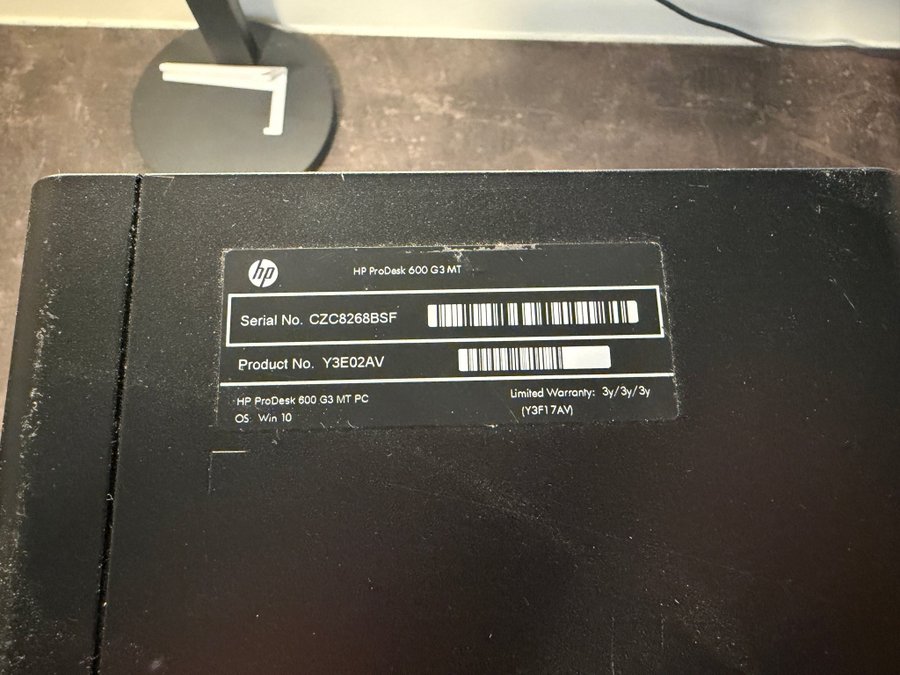 hp
HP ProDesk 600 G3 MT
Serial No. CZC8268BSF
Product No. Y3E02AV
HP ProDesk 600 G3 MT PC
OS: Win 10
Limited Warranty: 3y/3y/3y
(Y3F17AV)